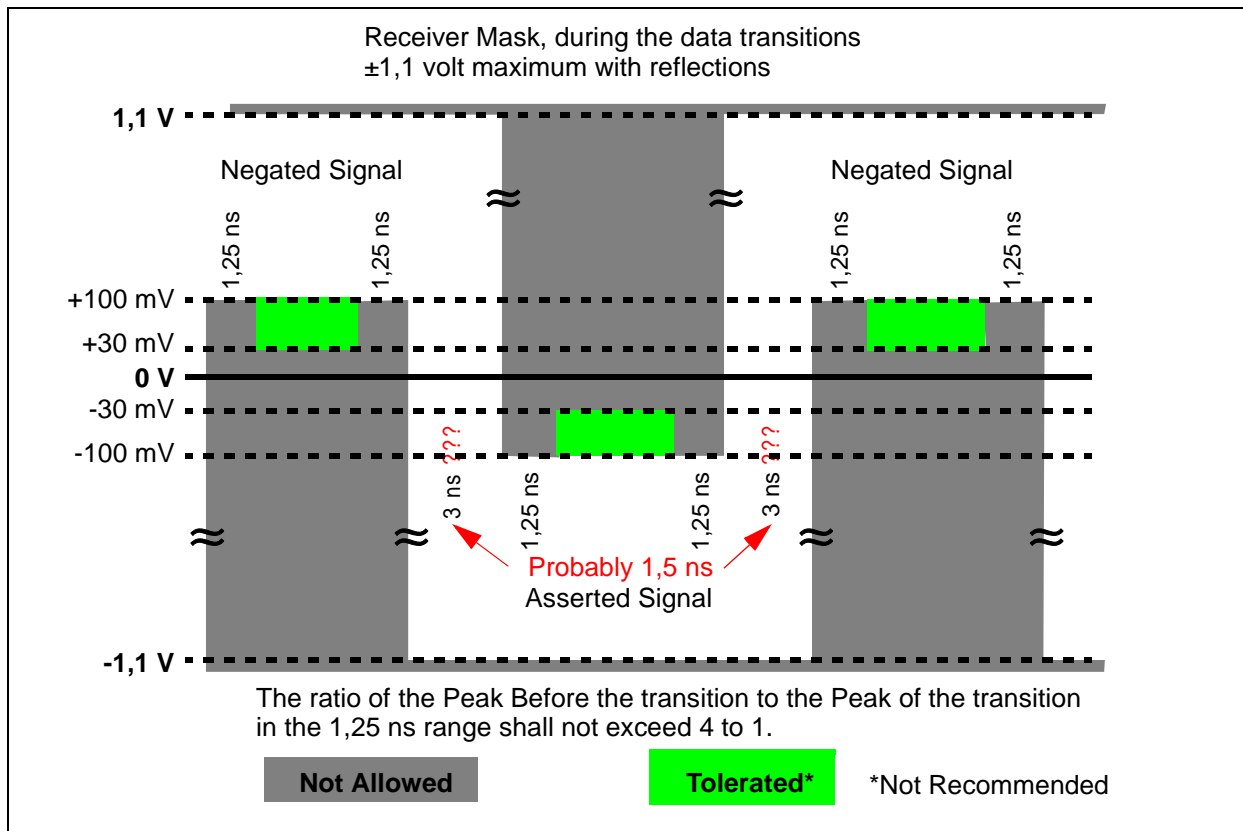 Receiver Mask, during the data transitions
±1,1 volt maximum with reflections
1,1 V
Negated Signal
Negated Signal
1,25 ns
1,25 ns
1,25 ns
1,25 ns
+100 mV
+30 mV
0 V
-30 mV
-100 mV
3 ns ???
1,25 ns
1,25 ns
3 ns ???
Probably 1,5 ns
Asserted Signal
-1,1 V
The ratio of the Peak Before the transition to the Peak of the transition
in the 1,25 ns range shall not exceed 4 to 1.
Not Allowed
Tolerated*
*Not Recommended